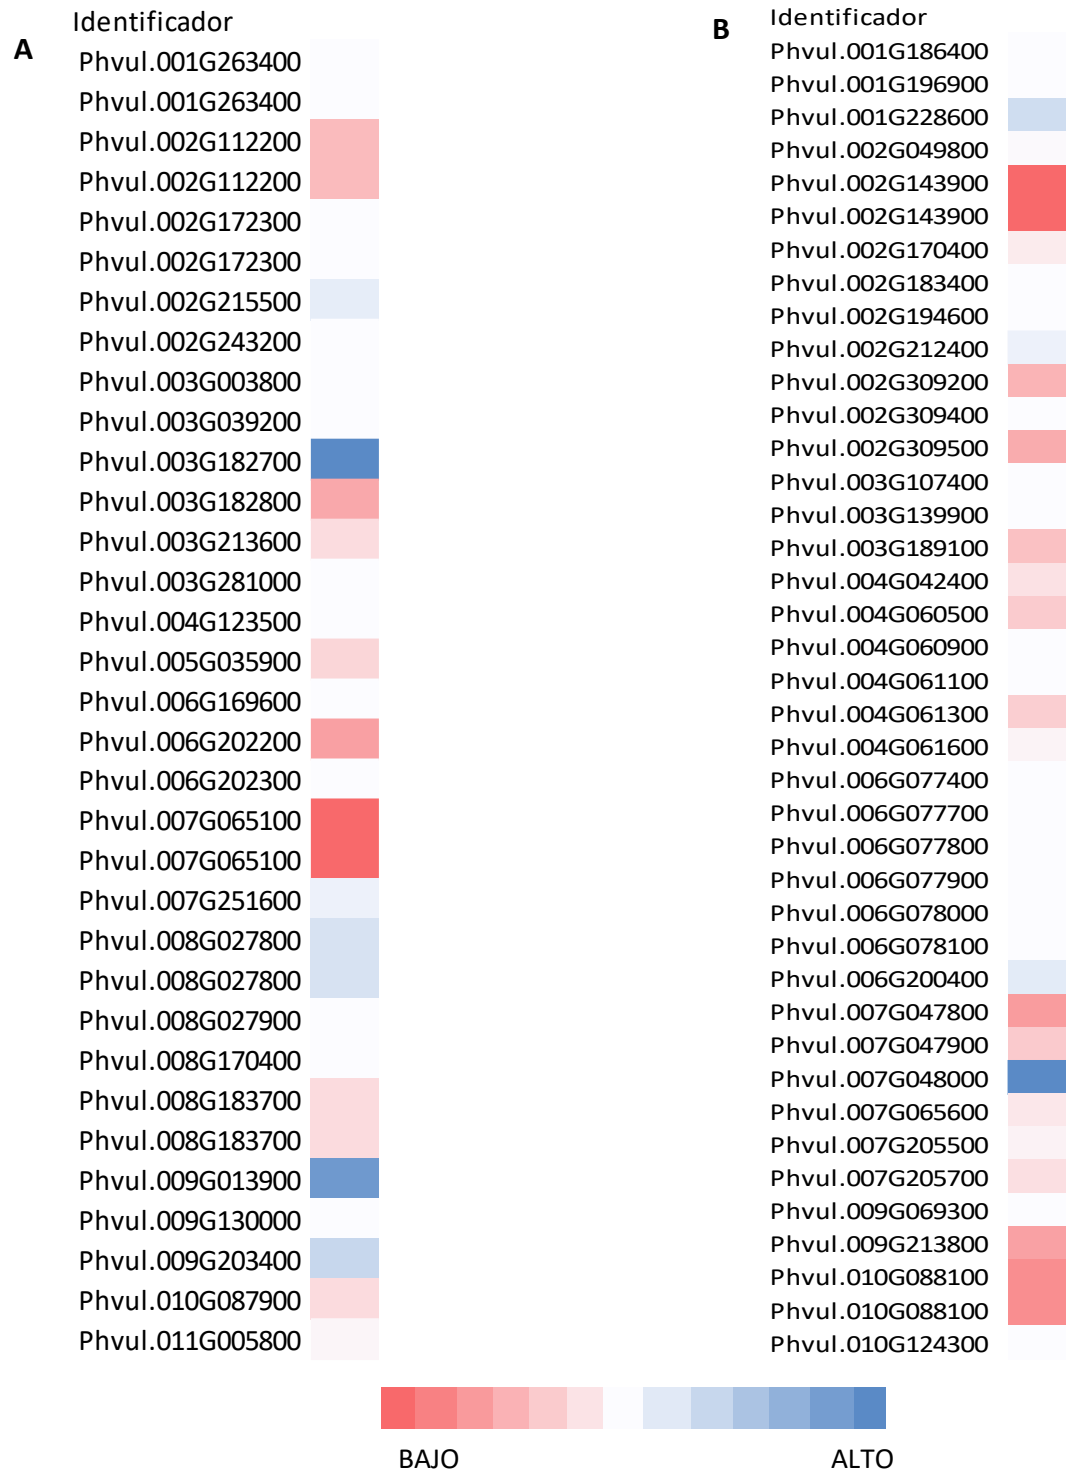 A
Identificador
Phvul.001G263400
Phvul.001G263400
Phvul.002G112200
Phvul.002G112200
Phvul.002G172300
Phvul.002G172300
Phvul.002G215500
Phvul.002G243200
Phvul.003G003800
Phvul.003G039200
Phvul.003G182700
Phvul.003G182800
Phvul.003G213600
Phvul.003G281000
Phvul.004G123500
Phvul.005G035900
Phvul.006G169600
Phvul.006G202200
Phvul.006G202300
Phvul.007G065100
Phvul.007G065100
Phvul.007G251600
Phvul.008G027800
Phvul.008G027800
Phvul.008G027900
Phvul.008G170400
Phvul.008G183700
Phvul.008G183700
Phvul.009G013900
Phvul.009G130000
Phvul.009G203400
Phvul.010G087900
Phvul.011G005800
B
Identificador
Phvul.001G186400
Phvul.001G196900
Phvul.001G228600
Phvul.002G049800
Phvul.002G143900
Phvul.002G143900
Phvul.002G170400
Phvul.002G183400
Phvul.002G194600
Phvul.002G212400
Phvul.002G309200
Phvul.002G309400
Phvul.002G309500
Phvul.003G107400
Phvul.003G139900
Phvul.003G189100
Phvul.004G042400
Phvul.004G060500
Phvul.004G060900
Phvul.004G061100
Phvul.004G061300
Phvul.004G061600
Phvul.006G077400
Phvul.006G077700
Phvul.006G077800
Phvul.006G077900
Phvul.006G078000
Phvul.006G078100
Phvul.006G200400
Phvul.007G047800
Phvul.007G047900
Phvul.007G048000
Phvul.007G065600
Phvul.007G205500
Phvul.007G205700
Phvul.009G069300
Phvul.009G213800
Phvul.010G088100
Phvul.010G088100
Phvul.010G124300
BAJO
ALTO